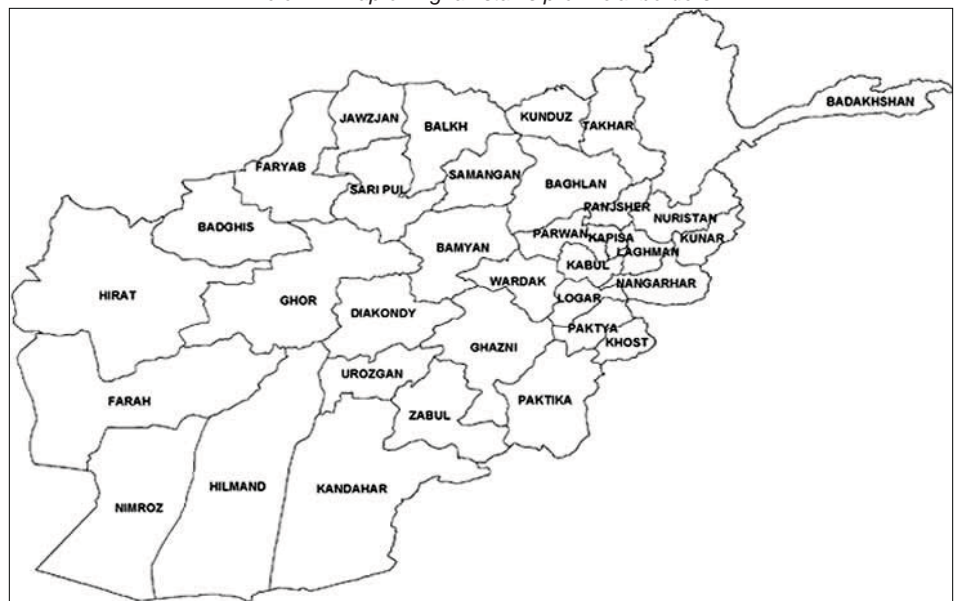 BADAKHSHAN
JAWZJAN
BALKH
KUNDUZ
TAKHAR
FARYAB
SARI PUL
SAMANGAN
BAGHLAN
PANJSHER
NURISTAN
BADGHIS
BAMYAN
PARWAN
KAPISA
KUNAR
LAGHMAN
KABUL
HIRAT
GHOR
WARDAK
NANGARHAR
LOGAR
DIAKONDY
PAKTYA
KHOST
GHAZNI
UROZGAN
FARAH
ZABUL
PAKTIKA
NIMROZ
HILMAND
KANDAHAR